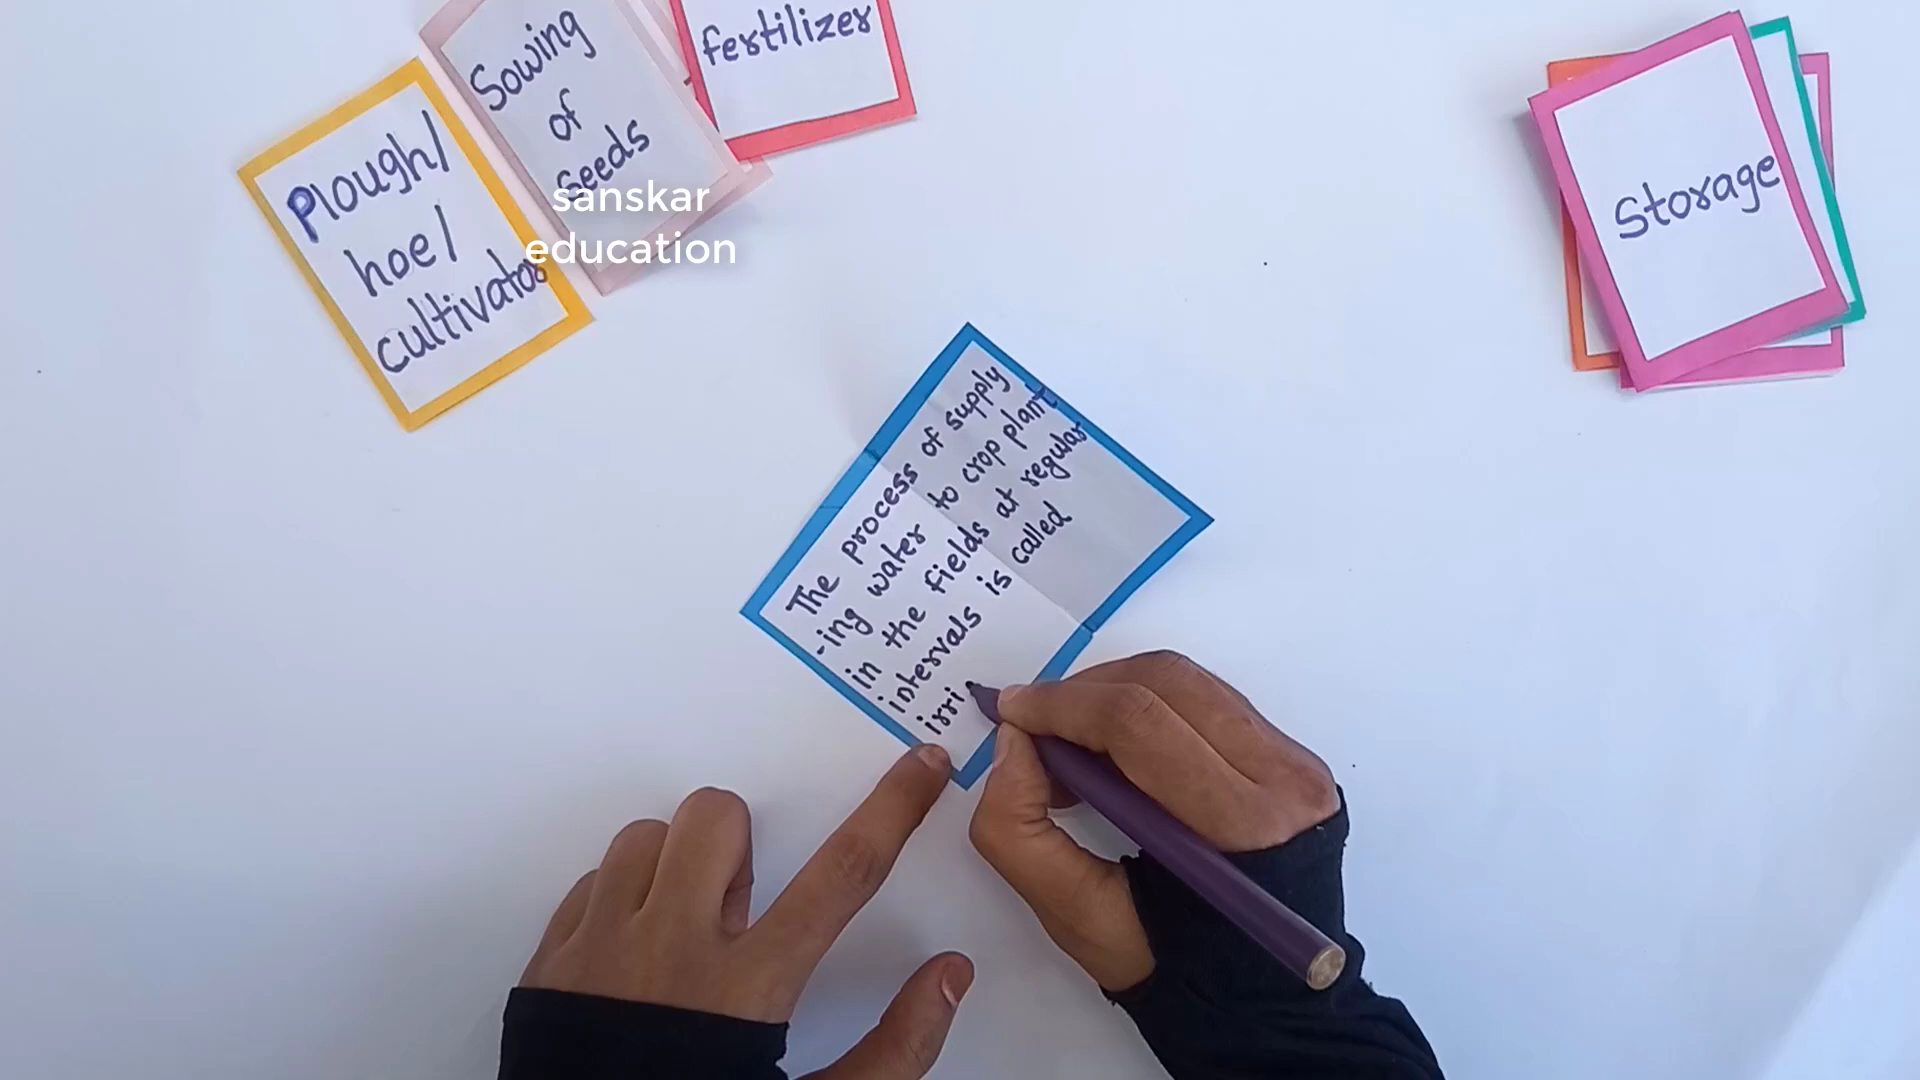 Plough/
hoe/
cultivator
Sowing
of
seeds
fertilizer
Storage
sanskar
education
The process of supply
-ing water to crop plant
in the fields at regular
intervals is called
irri